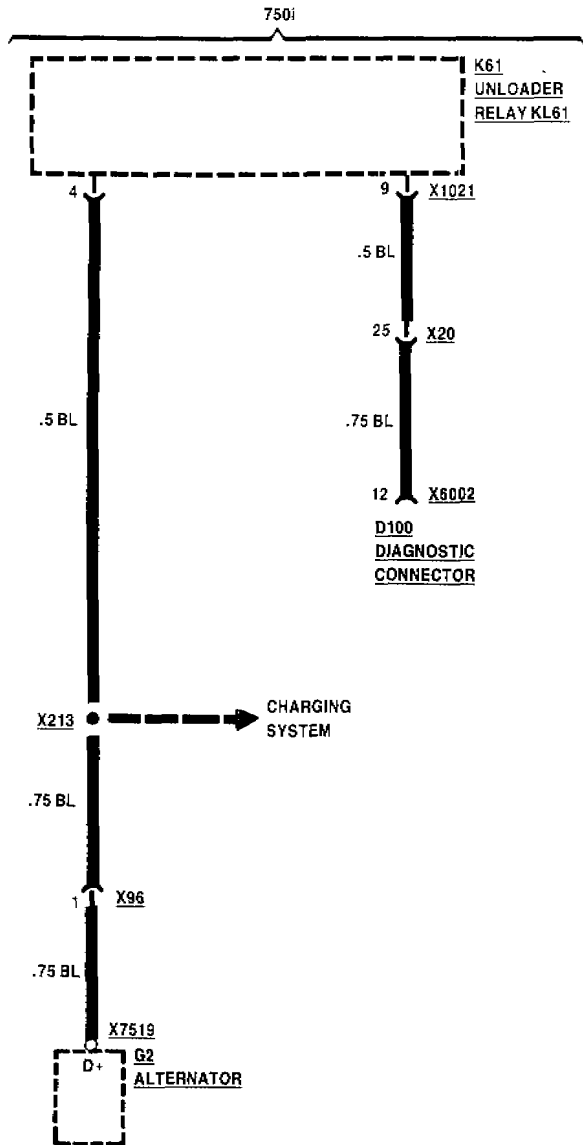 750i
K61
UNLOADER
RELAY KL61
4
9 X1021
.5 BL
25 X20
.5 BL
.75 BL
12 X6002
D100
DIAGNOSTIC
CONNECTOR
X213
CHARGING
SYSTEM
.75 BL
1 X96
.75 BL
X7519
D+
G2
ALTERNATOR